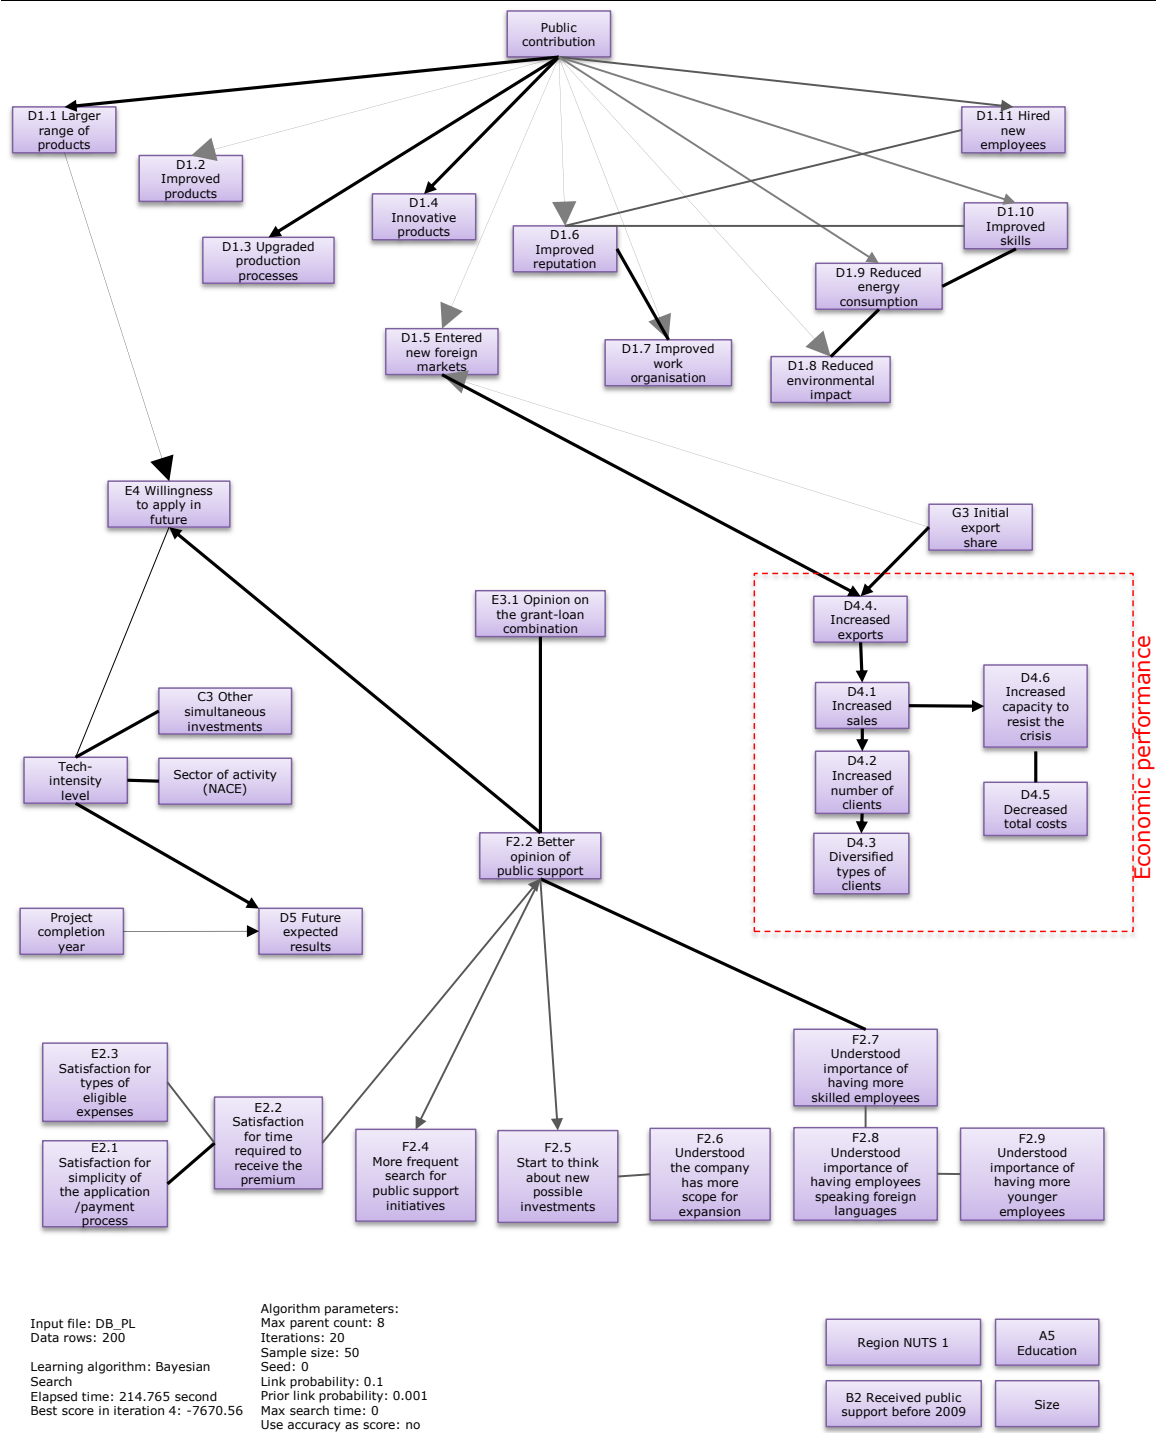 Public
contribution
D1.1 Larger
range of
products
D1.2
Improved
products
D1.3 Upgraded
production
processes
D1.4
Innovative
products
D1.5 Entered
new foreign
markets
D1.6
Improved
reputation
D1.7 Improved
work
organisation
D1.8 Reduced
environmental
impact
D1.9 Reduced
energy
consumption
D1.10
Improved
skills
D1.11 Hired
new
employees
E4 Willingness
to apply in
future
G3 Initial
export
share
E3.1 Opinion on
the grant-loan
combination
D4.4.
Increased
exports
D4.1
Increased
sales
D4.2
Increased
number of
clients
D4.3
Diversified
types of
clients
D4.6
Increased
capacity to
resist the
crisis
D4.5
Decreased
total costs
Economic performance
C3 Other
simultaneous
investments
Tech-
intensity
level
Sector of activity
(NACE)
F2.2 Better
opinion of
public support
Project
completion
year
D5 Future
expected
results
E2.3
Satisfaction for
types of
eligible
expenses
E2.1
Satisfaction for
simplicity of
the application
/payment
process
E2.2
Satisfaction
for time
required to
receive the
premium
F2.4
More frequent
search for
public support
initiatives
F2.5
Start to think
about new
possible
investments
F2.6
Understood
the company
has more
scope for
expansion
F2.7
Understood
importance of
having more
skilled employees
F2.8
Understood
importance of
having employees
speaking foreign
languages
F2.9
Understood
importance of
having more
younger
employees
Input file: DB_PL
Data rows: 200
Learning algorithm: Bayesian
Search
Elapsed time: 214.765 second
Best score in iteration 4: -7670.56
Algorithm parameters:
Max parent count: 8
Iterations: 20
Sample size: 50
Seed: 0
Link probability: 0.1
Prior link probability: 0.001
Max search time: 0
Use accuracy as score: no
Region NUTS 1
A5
Education
B2 Received public
support before 2009
Size